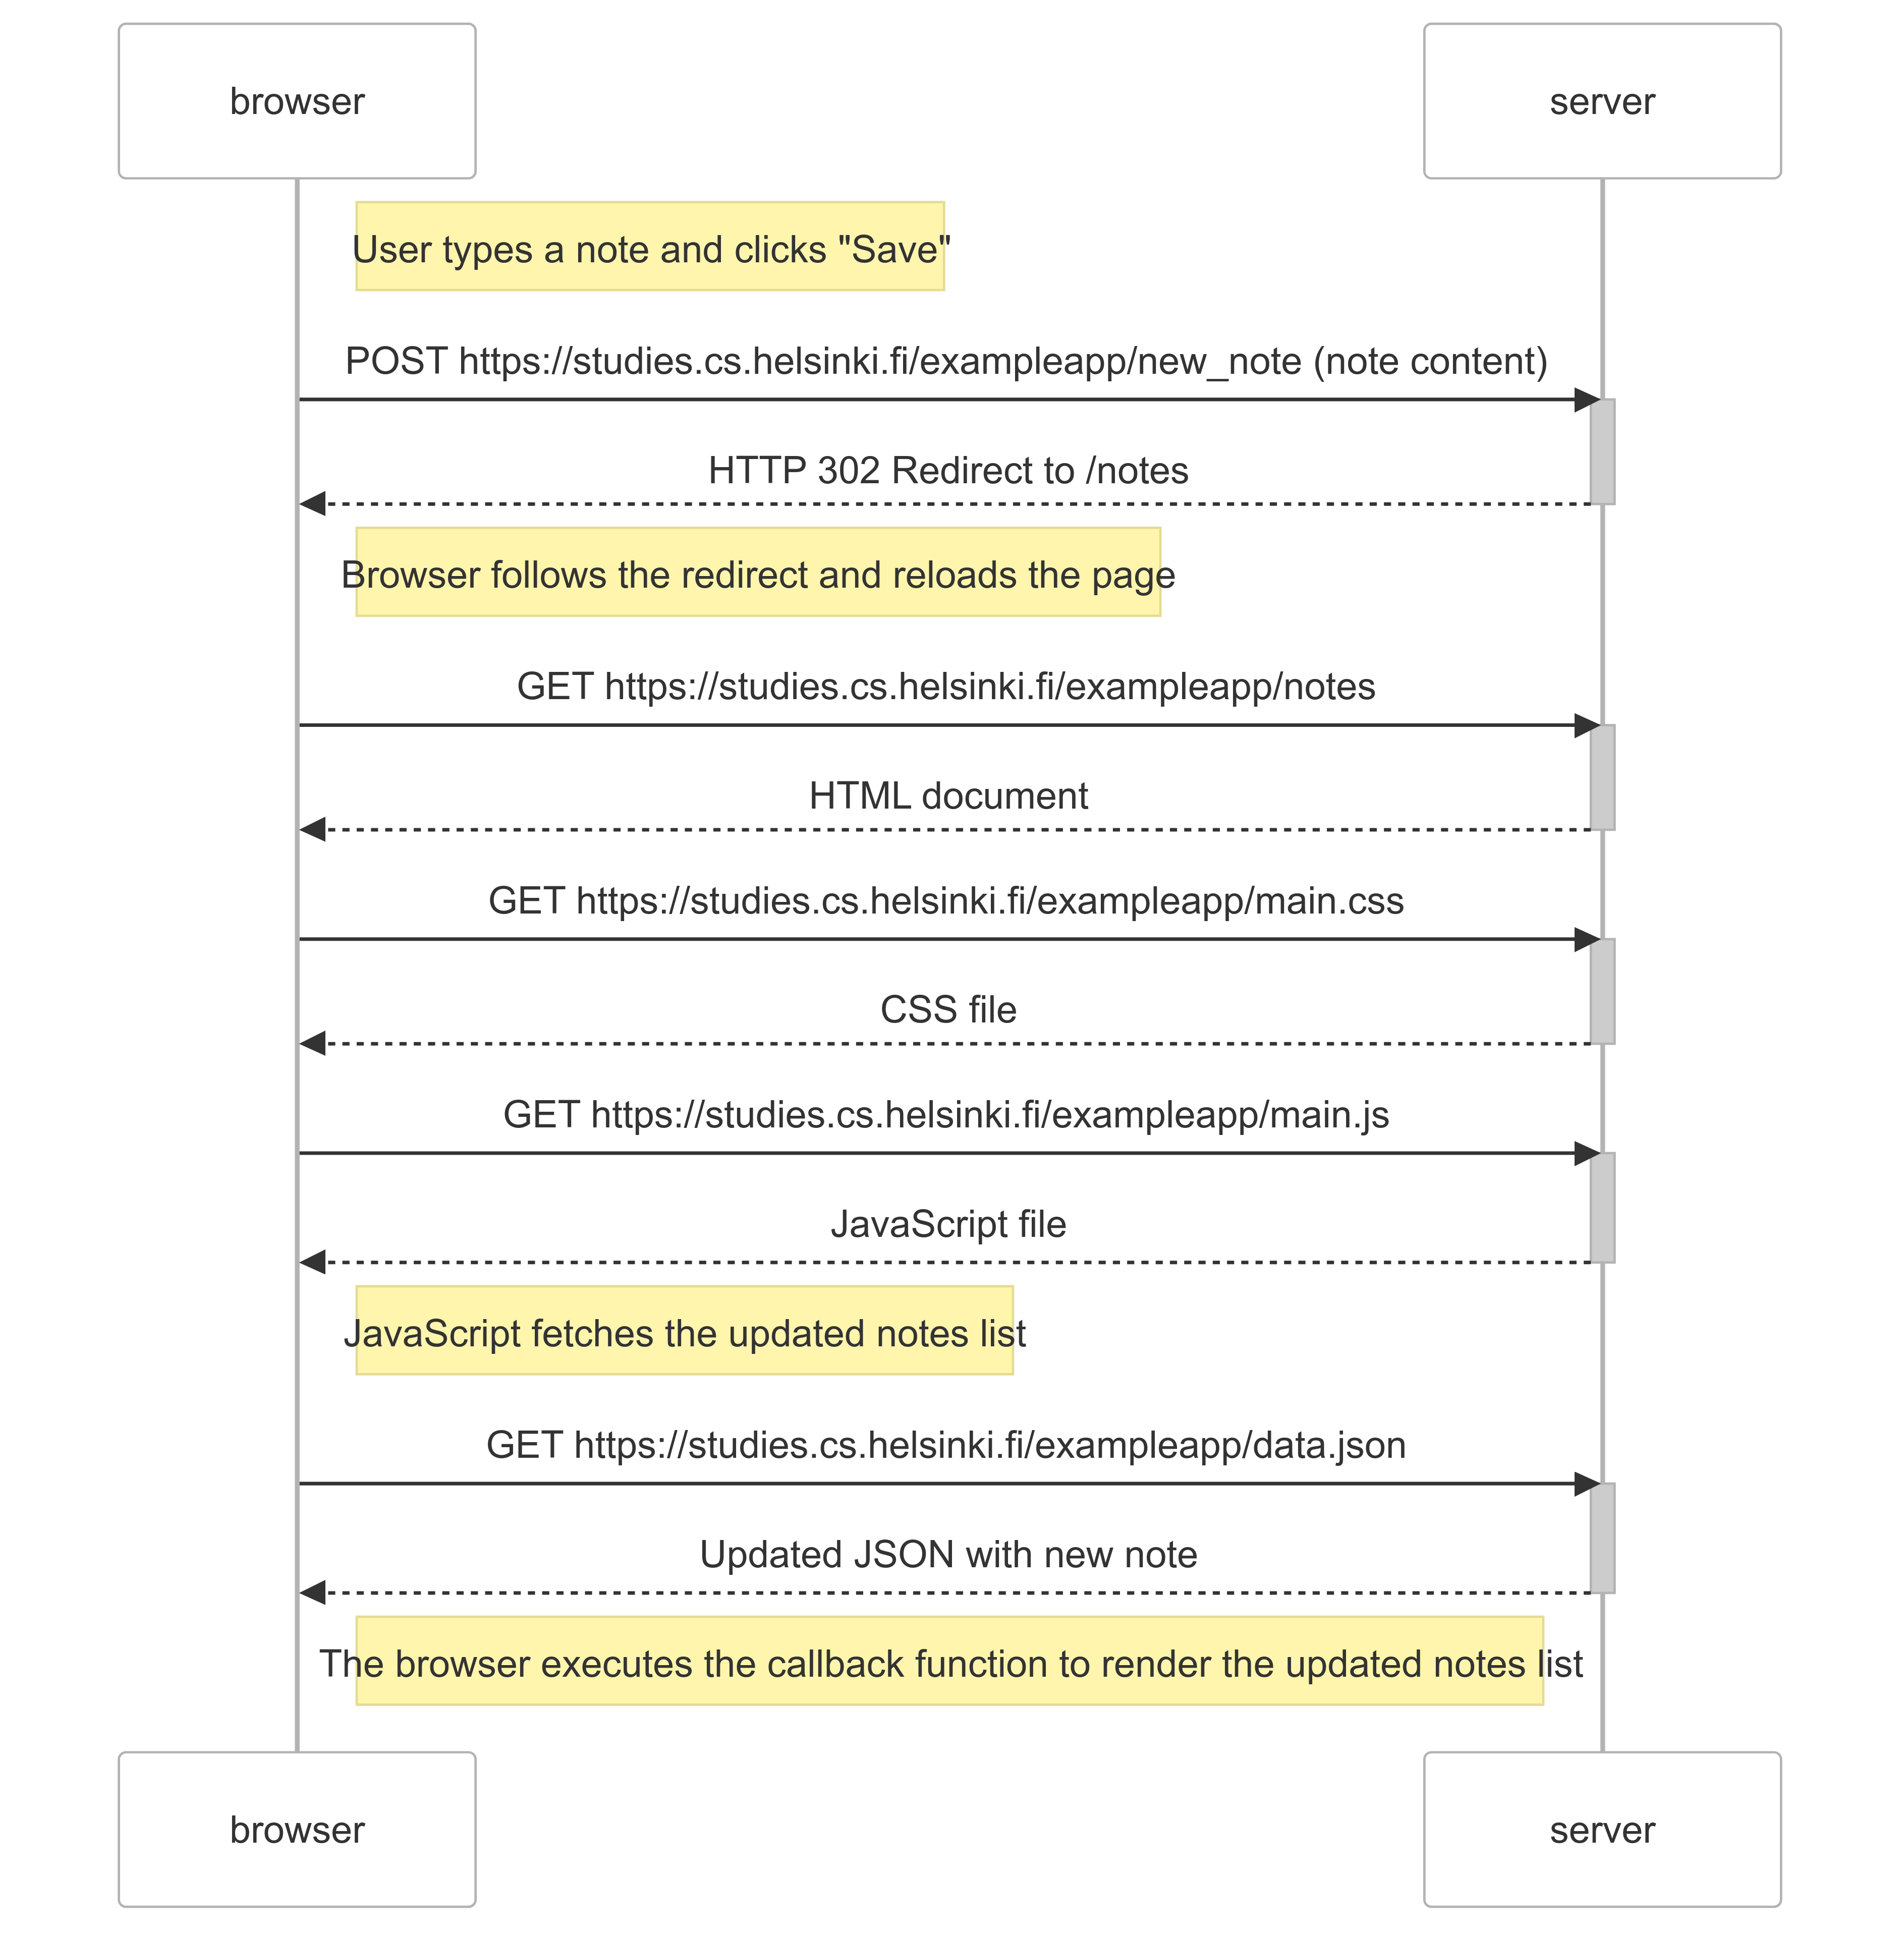 browser
server
User types a note and clicks "Save"
POST https://studies.cs.helsinki.fi/exampleapp/new_note (note content)
HTTP 302 Redirect to /notes
Browser follows the redirect and reloads the page
GET https://studies.cs.helsinki.fi/exampleapp/notes
HTML document
GET https://studies.cs.helsinki.fi/exampleapp/main.css
CSS file
GET https://studies.cs.helsinki.fi/exampleapp/main.js
JavaScript file
JavaScript fetches the updated notes list
GET https://studies.cs.helsinki.fi/exampleapp/data.json
Updated JSON with new note
The browser executes the callback function to render the updated notes list
browser
server